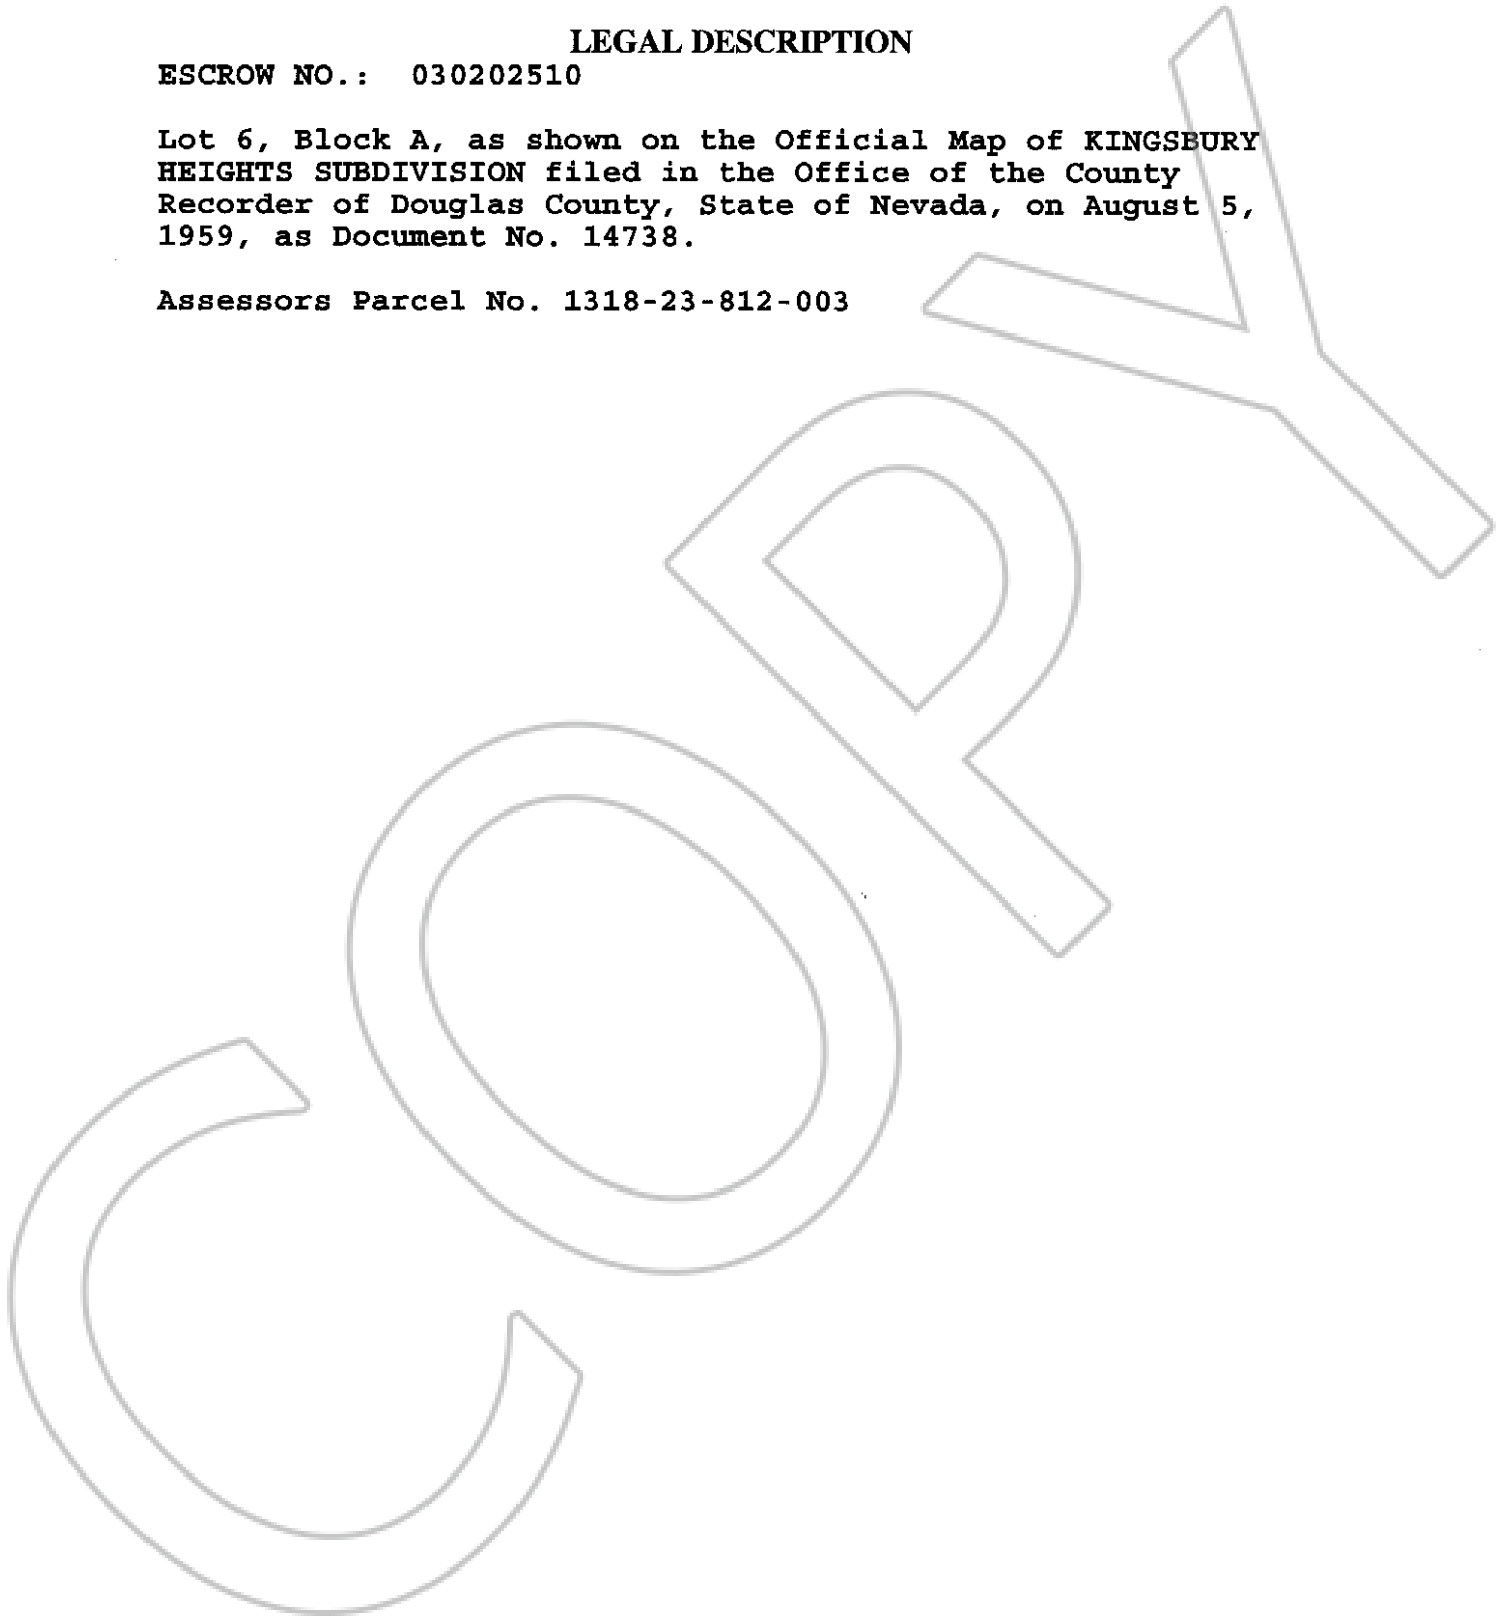 LEGAL DESCRIPTION
ESCROW NO.: 030202510
Lot 6, Block A, as shown on the Official Map of KINGSBURY
HEIGHTS SUBDIVISION filed in the Office of the County
Recorder of Douglas County, State of Nevada, on August 5,
1959, as Document No. 14738.
Assessors Parcel No. 1318-23-812-003
COPY